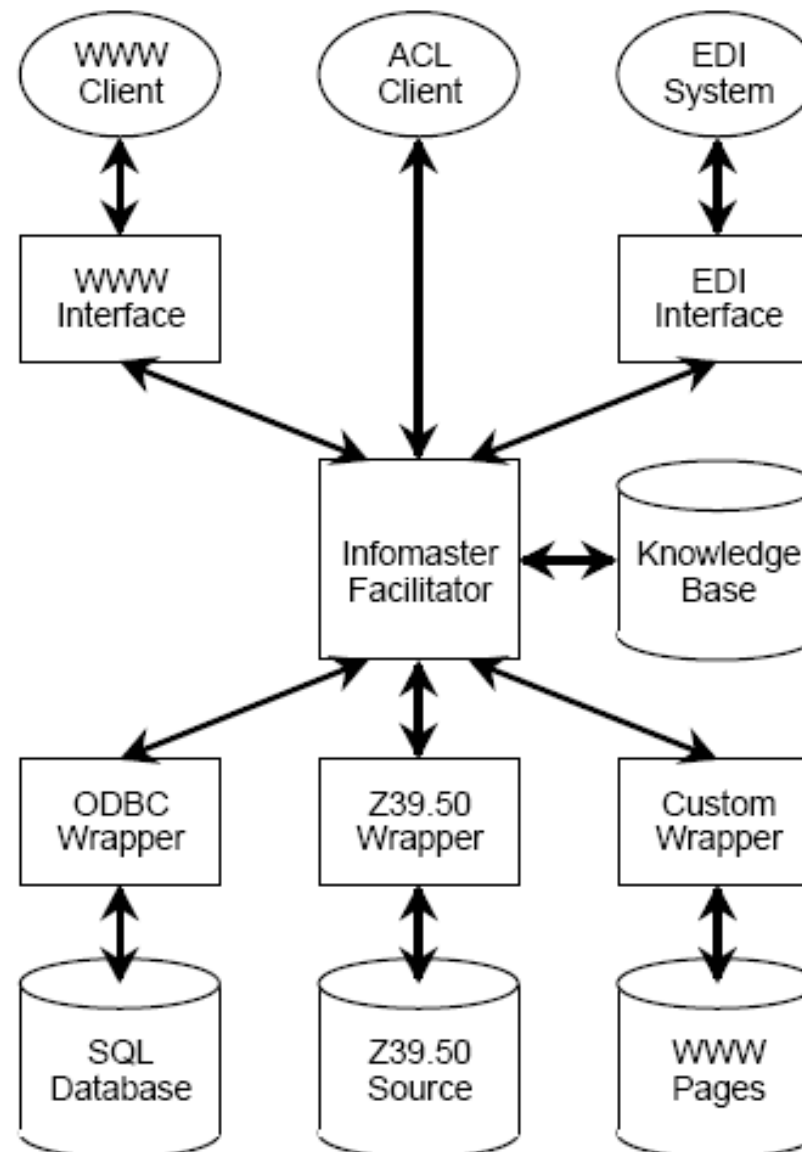 WWW
Client
ACL
Client
EDI
System
WWW
Interface
EDI
Interface
Infomaster
Facilitator
Knowledge
Base
ODBC
Wrapper
Z39.50
Wrapper
Custom
Wrapper
SQL
Database
Z39.50
Source
WWW
Pages